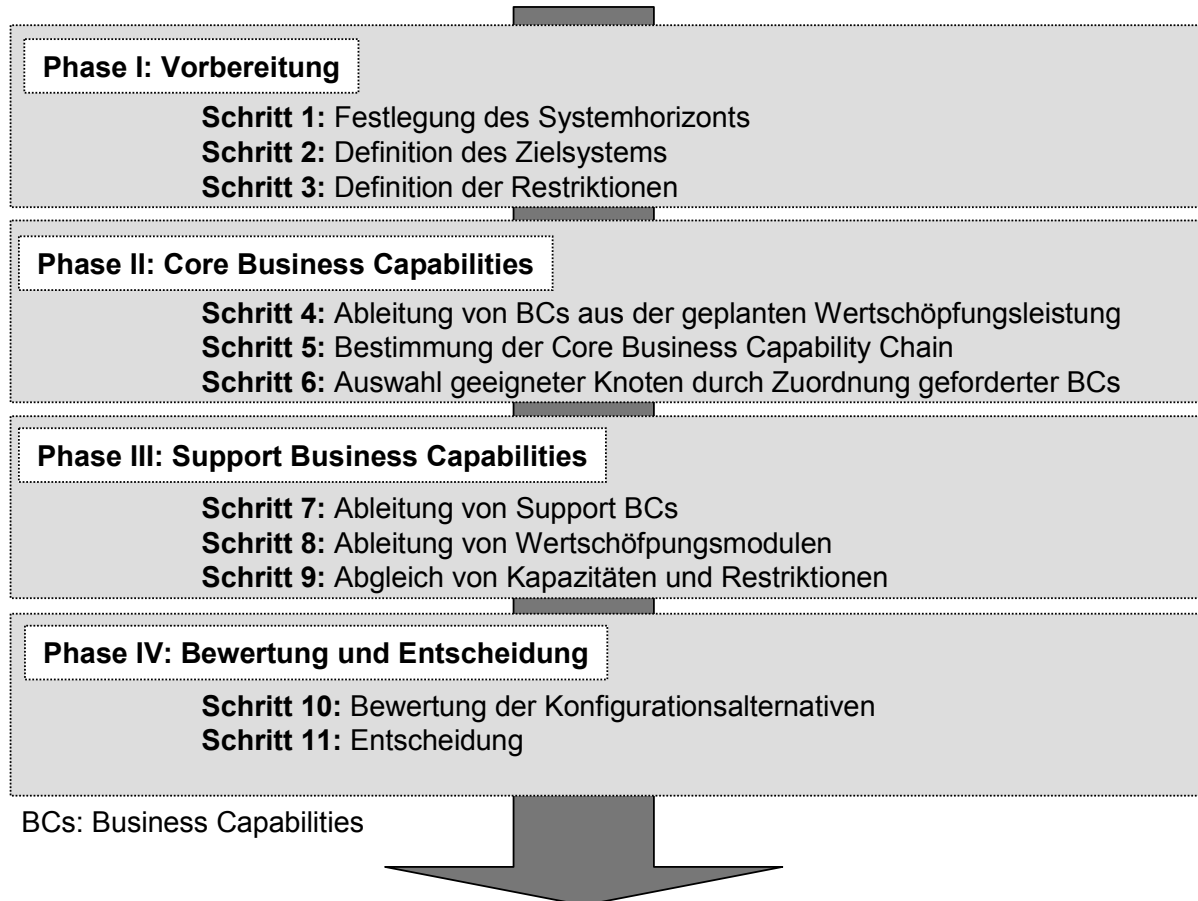 Phase I: Vorbereitung
Schritt 1: Festlegung des Systemhorizonts
Schritt 2: Definition des Zielsystems
Schritt 3: Definition der Restriktionen
Phase II: Core Business Capabilities
Schritt 4: Ableitung von BCs aus der geplanten Wertschöpfungsleistung
Schritt 5: Bestimmung der Core Business Capability Chain
Schritt 6: Auswahl geeigneter Knoten durch Zuordnung geforderter BCs
Phase III: Support Business Capabilities
Schritt 7: Ableitung von Support BCs
Schritt 8: Ableitung von Wertschöfpungsmodulen
Schritt 9: Abgleich von Kapazitäten und Restriktionen
Phase IV: Bewertung und Entscheidung
Schritt 10: Bewertung der Konfigurationsalternativen
Schritt 11: Entscheidung
BCs: Business Capabilities